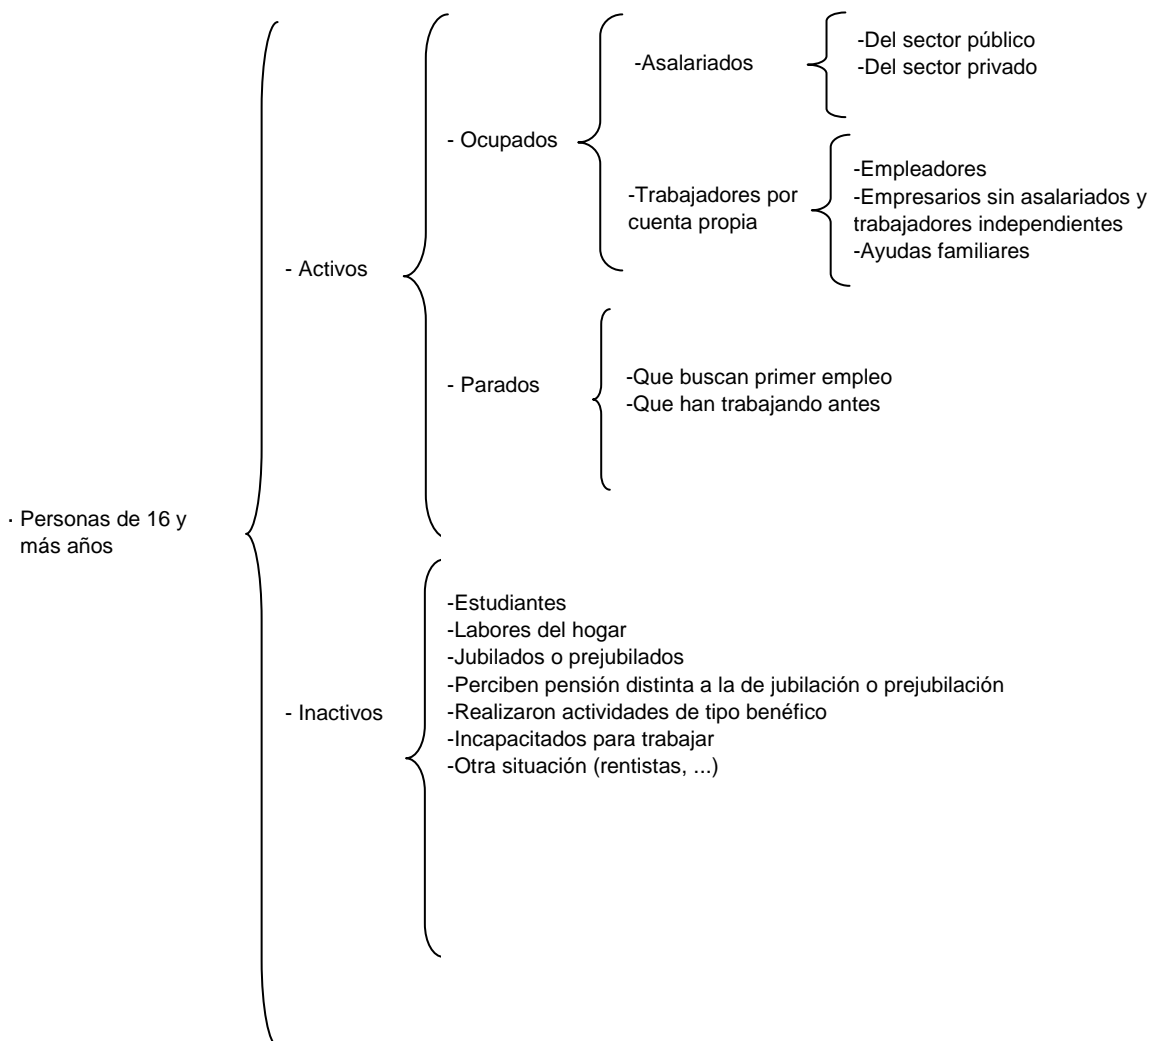 · Personas de 16 y
más años
- Activos
- Ocupados
-Asalariados
-Del sector público
-Del sector privado
-Trabajadores por
cuenta propia
-Empleadores
-Empresarios sin asalariados y
trabajadores independientes
-Ayudas familiares
- Parados
-Que buscan primer empleo
-Que han trabajando antes
- Inactivos
-Estudiantes
-Labores del hogar
-Jubilados o prejubilados
-Perciben pensión distinta a la de jubilación o prejubilación
-Realizaron actividades de tipo benéfico
-Incapacitados para trabajar
-Otra situación (rentistas, ...)